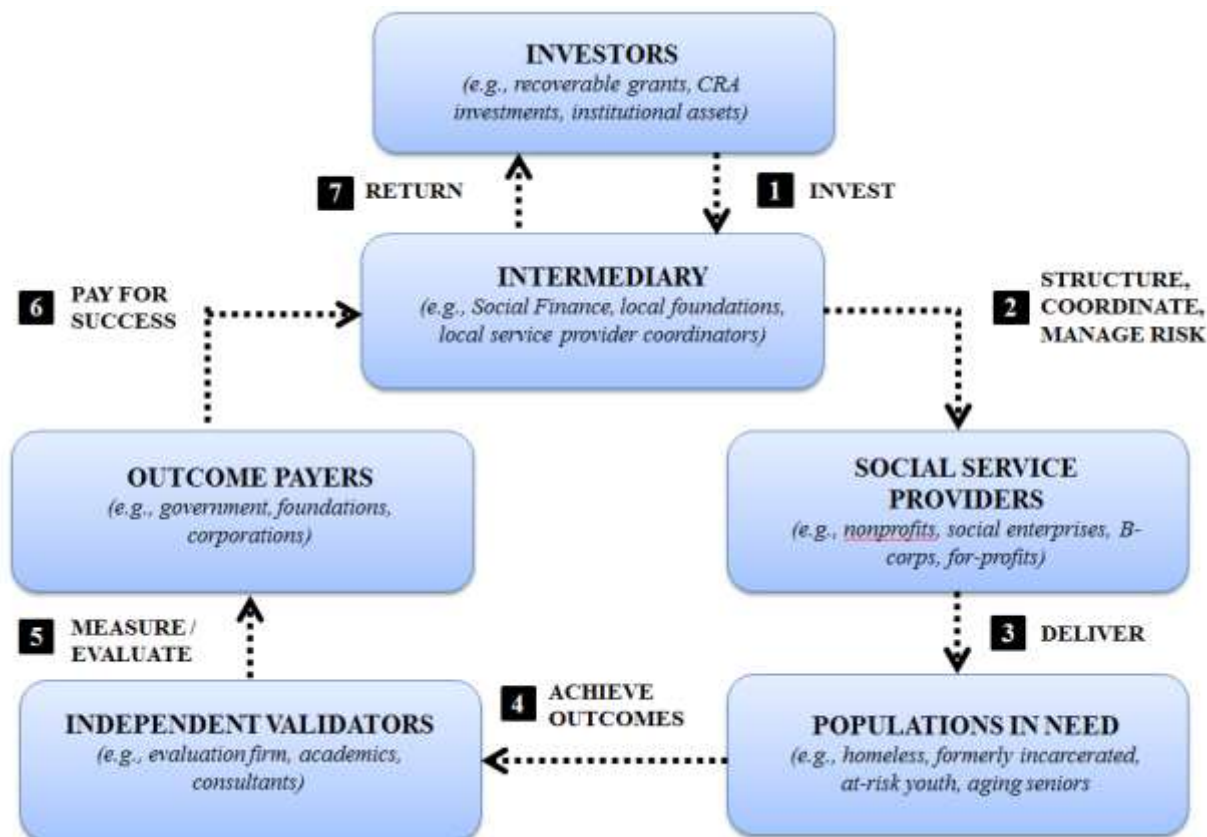 INVESTORS
(e.g., recoverable grants, CRA
investments, institutional assets)
7 RETURN
1 INVEST
INTERMEDIARY
(e.g., Social Finance, local foundations,
local service provider coordinators)
6 PAY FOR
SUCCESS
2 STRUCTURE,
COORDINATE,
MANAGE RISK
OUTCOME PAYERS
(e.g., government, foundations,
corporations)
SOCIAL SERVICE
PROVIDERS
(e.g., nonprofits, social enterprises, B-
corps, for-profits)
5 MEASURE /
EVALUATE
3 DELIVER
INDEPENDENT VALIDATORS
(e.g., evaluation firm, academics,
consultants)
4 ACHIEVE
OUTCOMES
POPULATIONS IN NEED
(e.g., homeless, formerly incarcerated,
at-risk youth, aging seniors